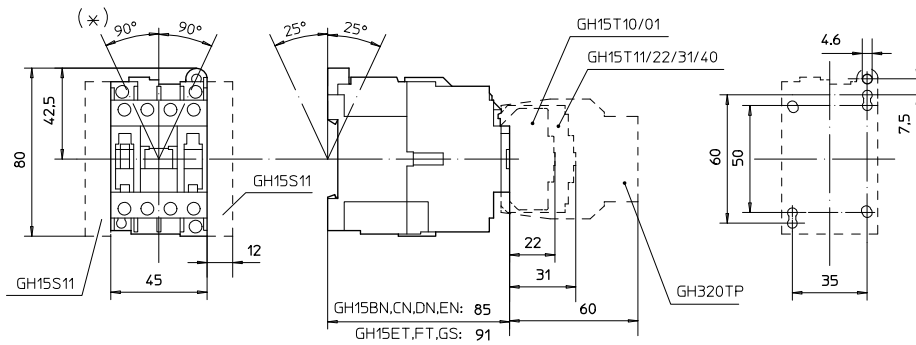 (*)
90°
90°
42,5
80
GH15S11
GH15S11
12
45
25°
25°
GH15T10/01
GH15T11/22/31/40
22
31
GH15BN,CN,DN,EN: 85
GH15ET,FT,GS: 91
60
GH320TP
4.6
7,5
60
50
35